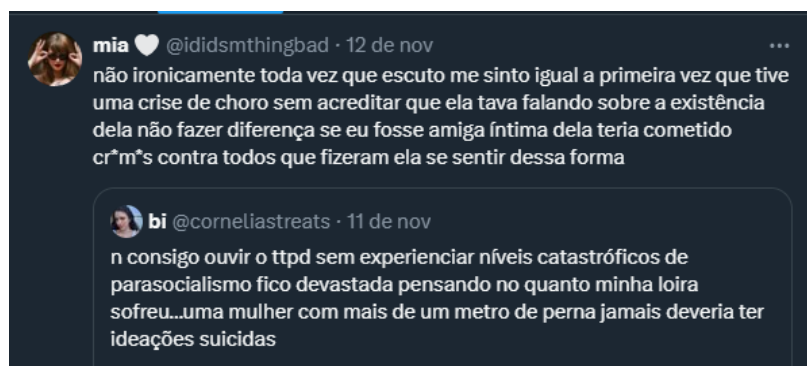 mia 🤍 @ididsmthingbad · 12 de nov
não ironicamente toda vez que escuto me sinto igual a primeira vez que tive
uma crise de choro sem acreditar que ela tava falando sobre a existência
dela não fazer diferença se eu fosse amiga íntima dela teria cometido
cr*m*s contra todos que fizeram ela se sentir dessa forma
bi @corneliastreats · 11 de nov
n consigo ouvir o ttpd sem experienciar níveis catastróficos de
parasocialismo fico devastada pensando no quanto minha loira
sofreu...uma mulher com mais de um metro de perna jamais deveria ter
ideações suicidas